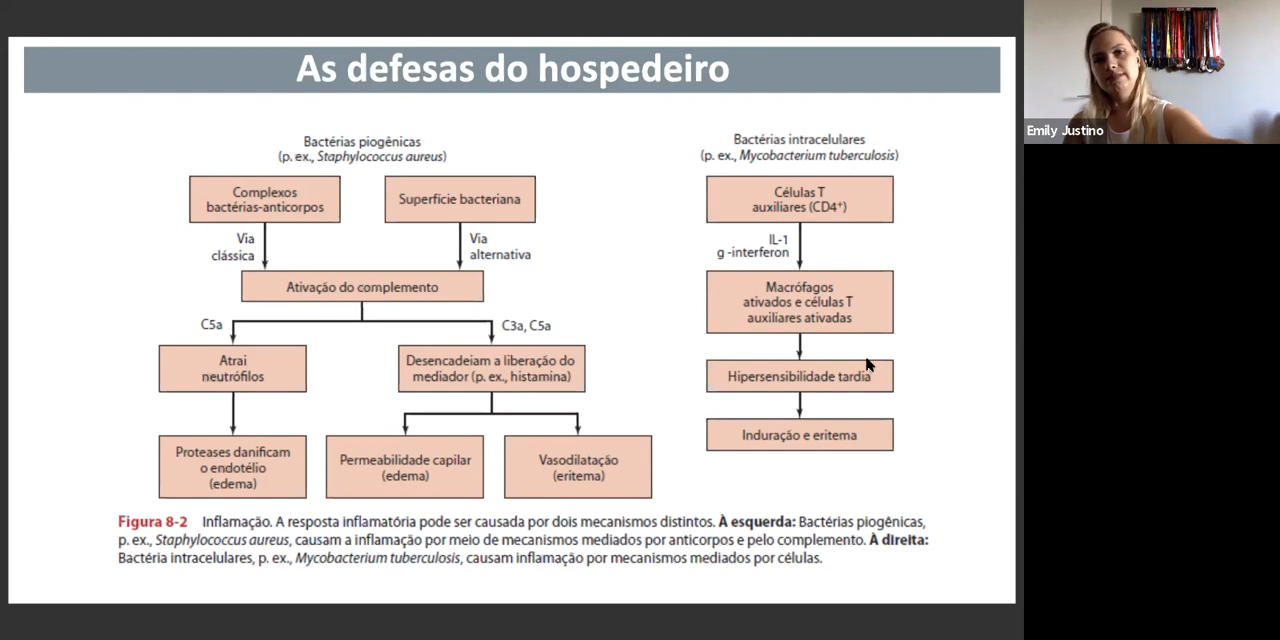 As defesas do hospedeiro
Bactérias piogênicas
(p. ex., Staphylococcus aureus)
Complexos
bactérias-anticorpos
Superfície bacteriana
Via
clássica
Via
alternativa
Ativação do complemento
C5a
C3a, C5a
Atrai
neutrófilos
Desencadeiam a liberação do
mediador (p. ex., histamina)
Proteases danificam
o endotélio
(edema)
Permeabilidade capilar
(edema)
Vasodilatação
(eritema)
Bactérias intracelulares
(p. ex., Mycobacterium tuberculosis)
Células T
auxiliares (CD4⁺)
IL-1
g -interferon
Macrófagos
ativados e células T
auxiliares ativadas
Hipersensibilidade tardia
Induração e eritema
Figura 8-2 Inflamação. A resposta inflamatória pode ser causada por dois mecanismos distintos. À esquerda: Bactérias piogênicas,
p. ex., Staphylococcus aureus, causam a inflamação por meio de mecanismos mediados por anticorpos e pelo complemento. À direita:
Bactéria intracelulares, p. ex., Mycobacterium tuberculosis, causam inflamação por mecanismos mediados por células.
Emily Justino